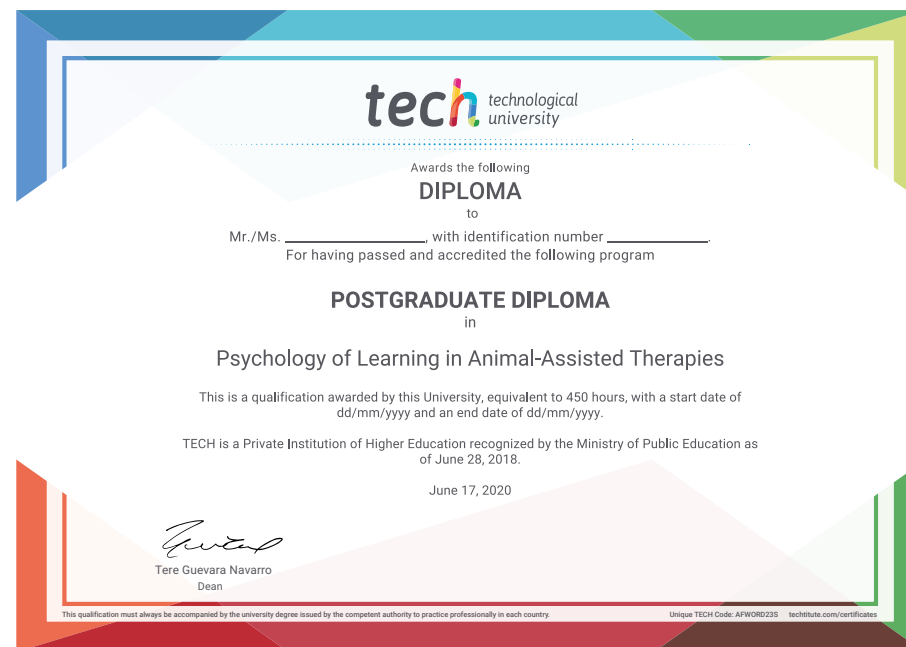 tech technological
university
Awards the following
DIPLOMA
to
Mr./Ms. ____________________, with identification number ______________.
For having passed and accredited the following program
POSTGRADUATE DIPLOMA
in
Psychology of Learning in Animal-Assisted Therapies
This is a qualification awarded by this University, equivalent to 450 hours, with a start date of
dd/mm/yyyy and an end date of dd/mm/yyyy.
TECH is a Private Institution of Higher Education recognized by the Ministry of Public Education as
of June 28, 2018.
June 17, 2020
Tere Guevara Navarro
Dean
This qualification must always be accompanied by the university degree issued by the competent authority to practice professionally in each country.
Unique TECH Code: AFWORD23S techtitute.com/certificates